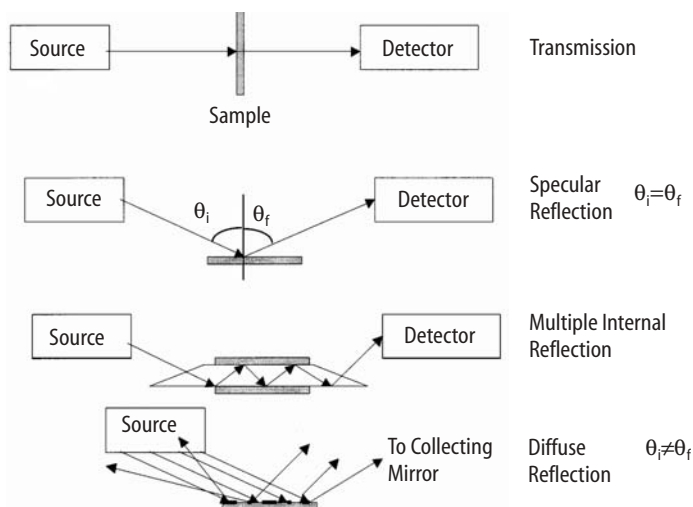 Source
Detector
Transmission
Sample
Source
θi
θf
Detector
Specular
Reflection
θi=θf
Source
Detector
Multiple Internal
Reflection
Source
To Collecting
Mirror
Diffuse
Reflection
θi≠θf